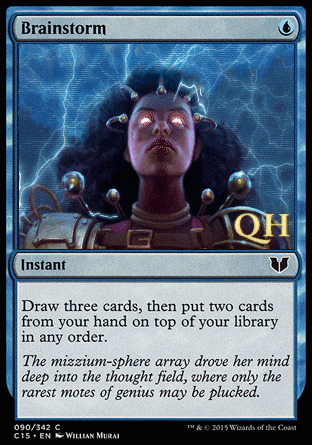 Brainstorm
QH
Instant
Draw three cards, then put two cards
from your hand on top of your library
in any order.
The mizzium-sphere array drove her mind
deep into the thought field, where only the
rarest motes of genius may be plucked.
090/342 C
C15 • EN Willian Murai
™ & © 2015 Wizards of the Coast